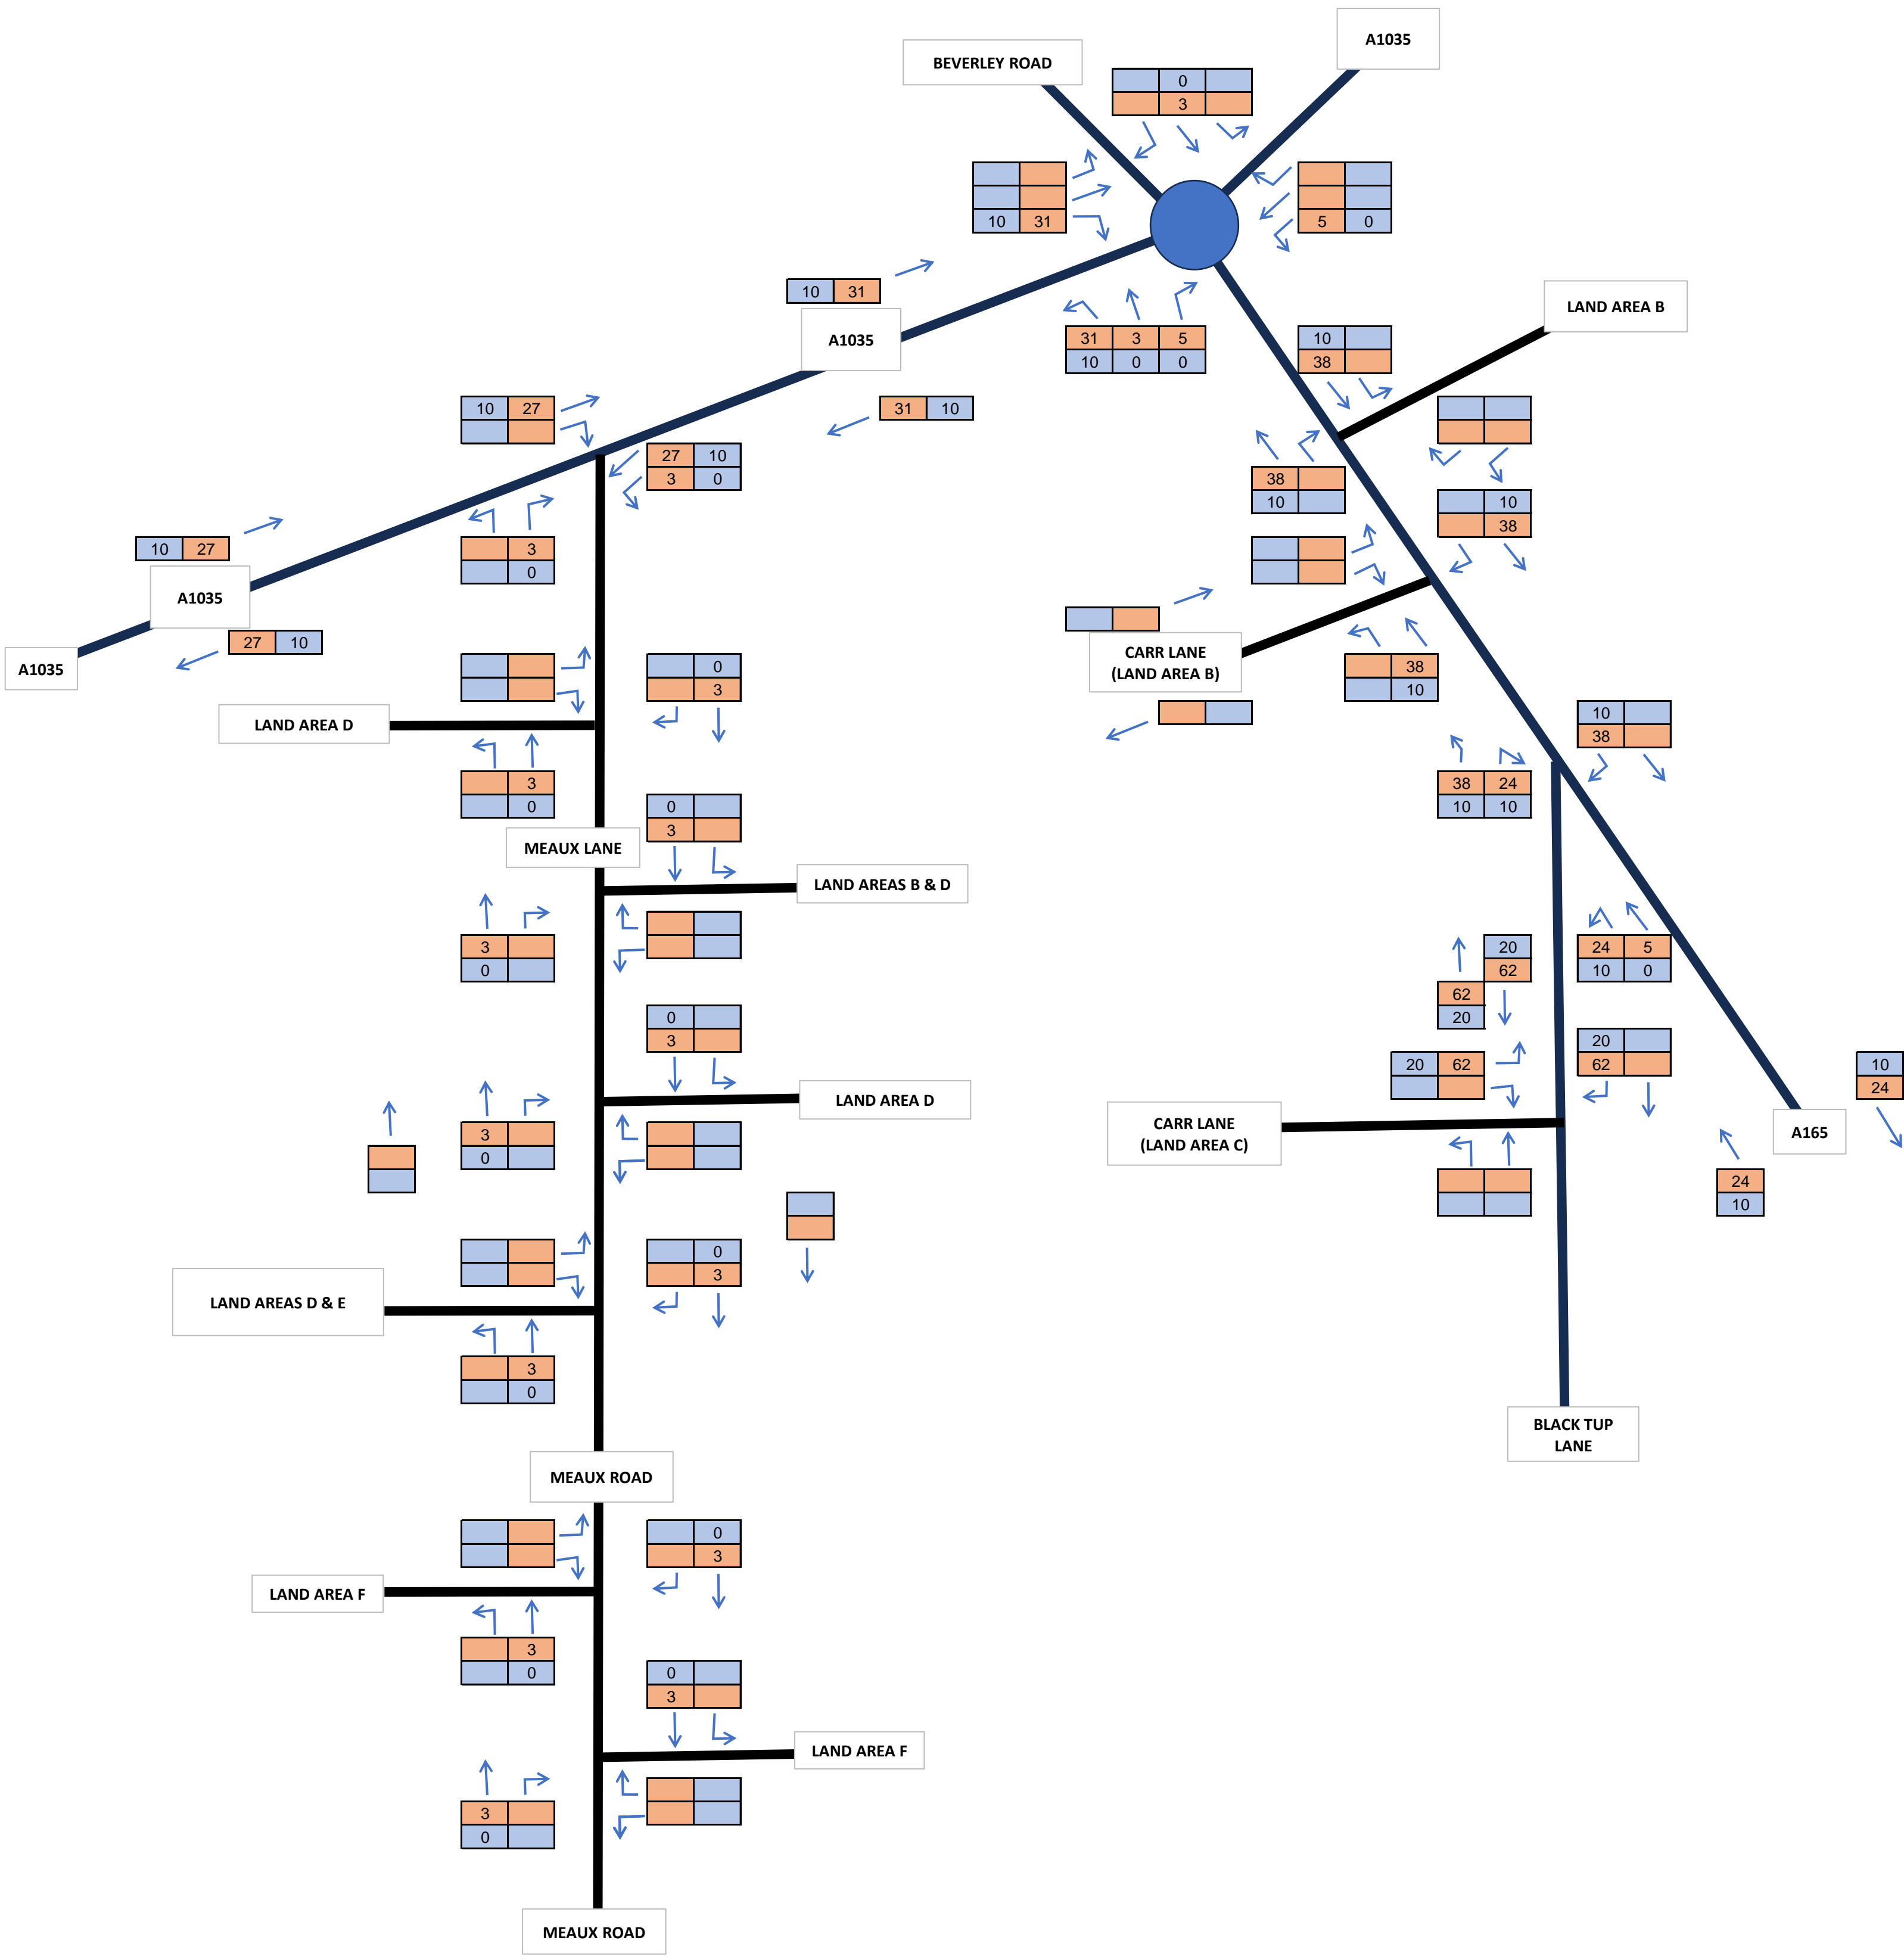 A1035
BEVERLEY ROAD
0
3
10 31
5 0
10 31
LAND AREA B
A1035
31 3 5
10 0 0
10
38
10 27
31 10
27 10
3 0
38
10
10
38
10 27
3
0
A1035
27 10
A1035
CARR LANE
(LAND AREA B)
38
10
0
3
LAND AREA D
10
38
3
0
38 24
10 10
0
3
MEAUX LANE
LAND AREAS B & D
3
0
20
62
24 5
10 0
62
20
0
3
20
62
20 62
10
24
LAND AREA D
CARR LANE
(LAND AREA C)
A165
3
0
24
10
0
3
LAND AREAS D & E
3
0
BLACK TUP
LANE
MEAUX ROAD
0
3
LAND AREA F
3
0
0
3
LAND AREA F
3
0
MEAUX ROAD